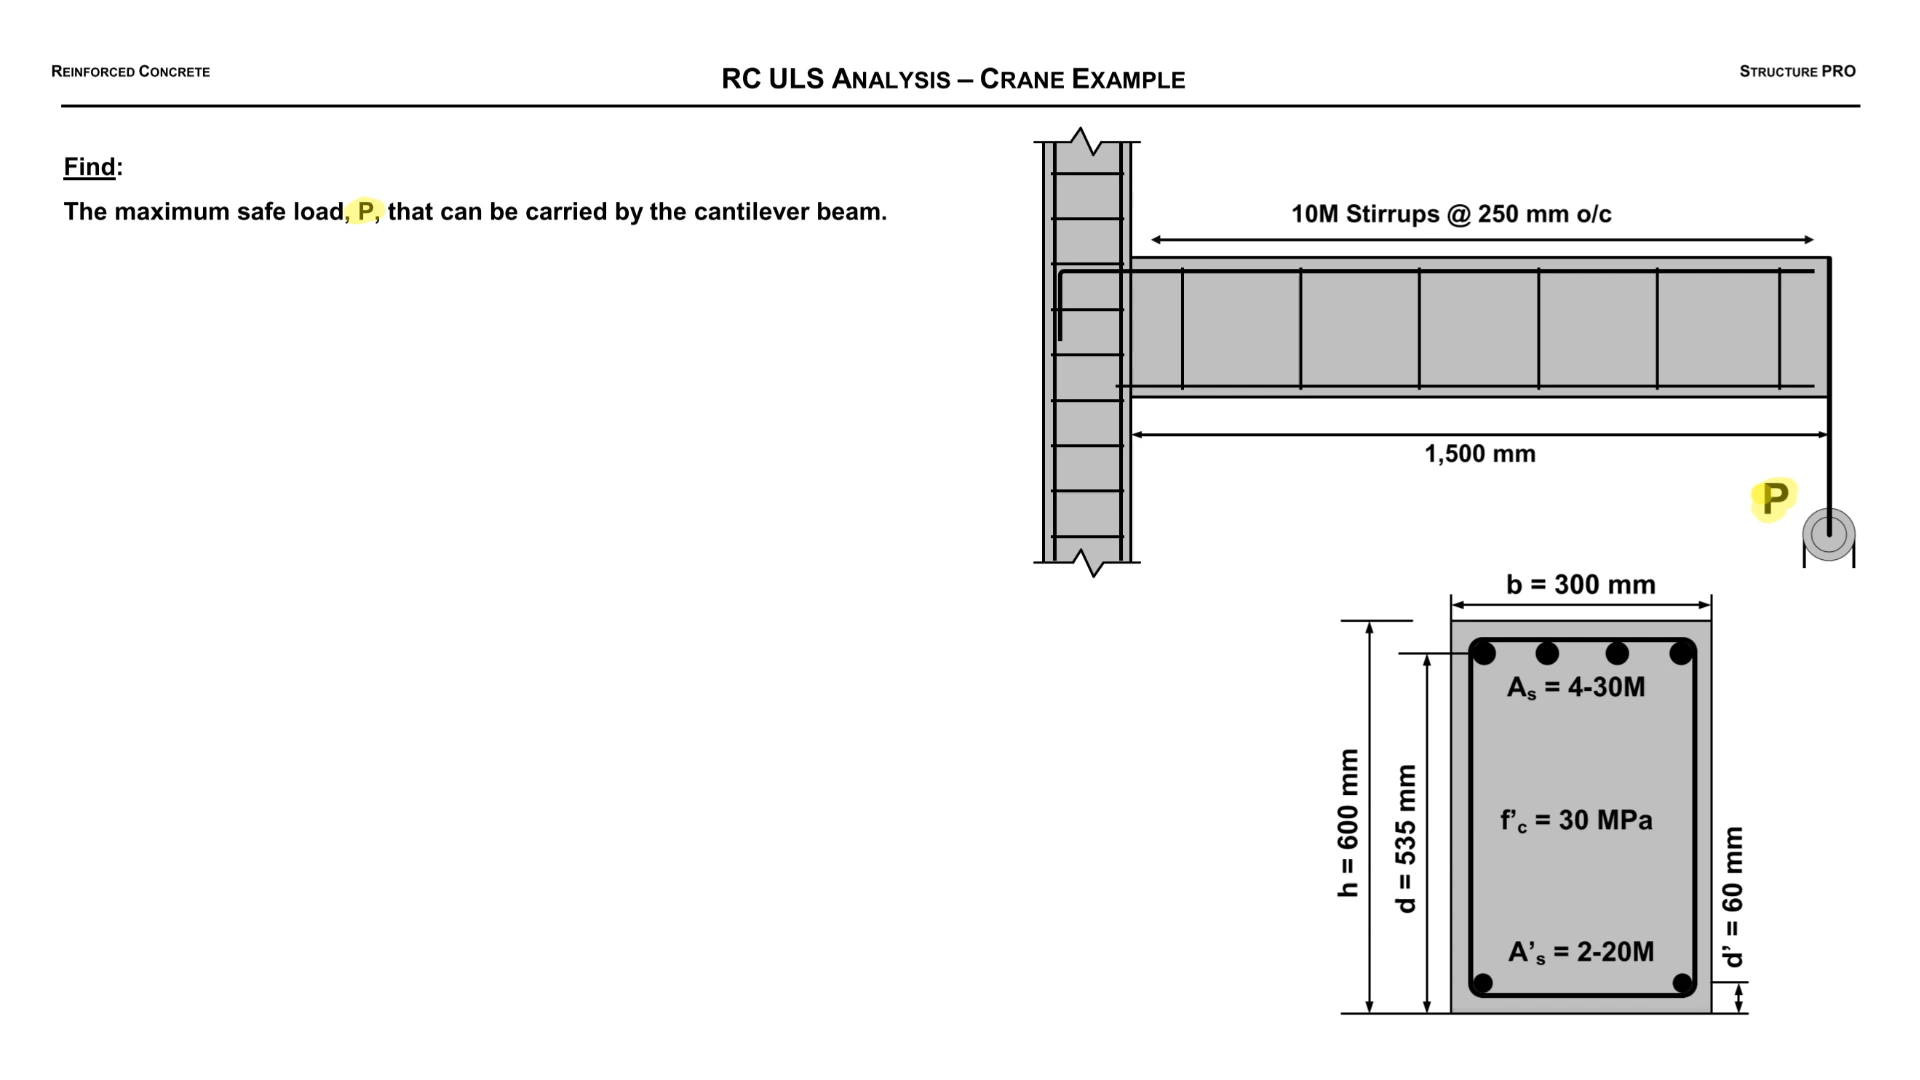 REINFORCED CONCRETE
RC ULS ANALYSIS – CRANE EXAMPLE
STRUCTURE PRO
Find:
The maximum safe load, P, that can be carried by the cantilever beam.
10M Stirrups @ 250 mm o/c
1,500 mm
P
b = 300 mm
As = 4-30M
h = 600 mm
d = 535 mm
f'c = 30 MPa
A's = 2-20M
d' = 60 mm